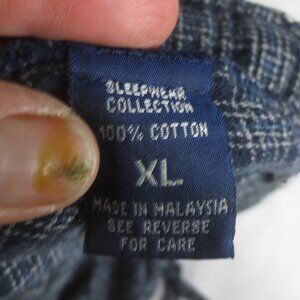 SLEEPWEAR
COLLECTION
100% COTTON
XL
MADE IN MALAYSIA
SEE REVERSE
FOR CARE